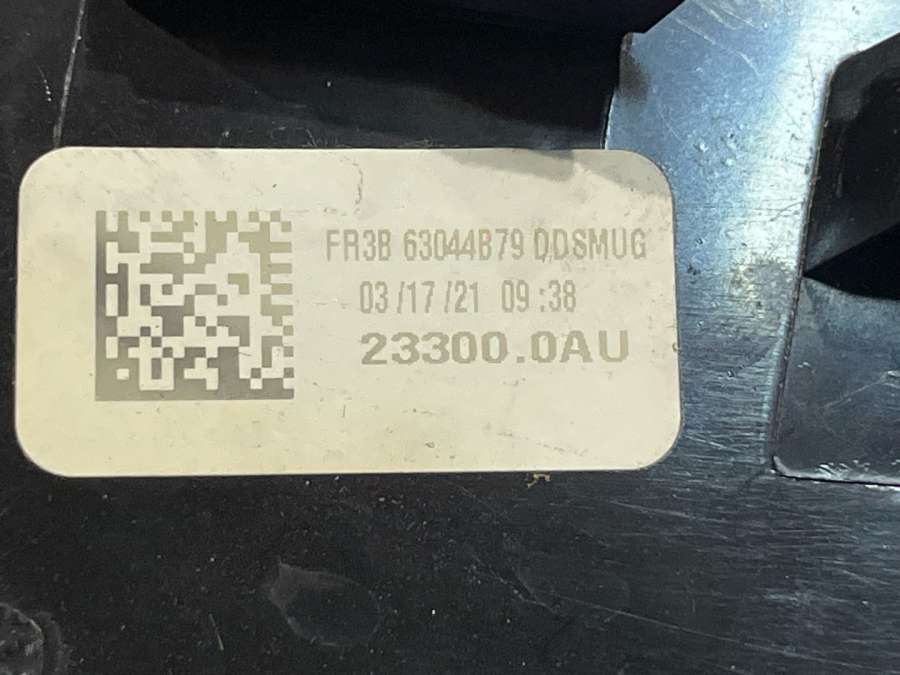 FR3B 63044B79 DDSMUG
03 /17 /21 09 :38
23300.0AU